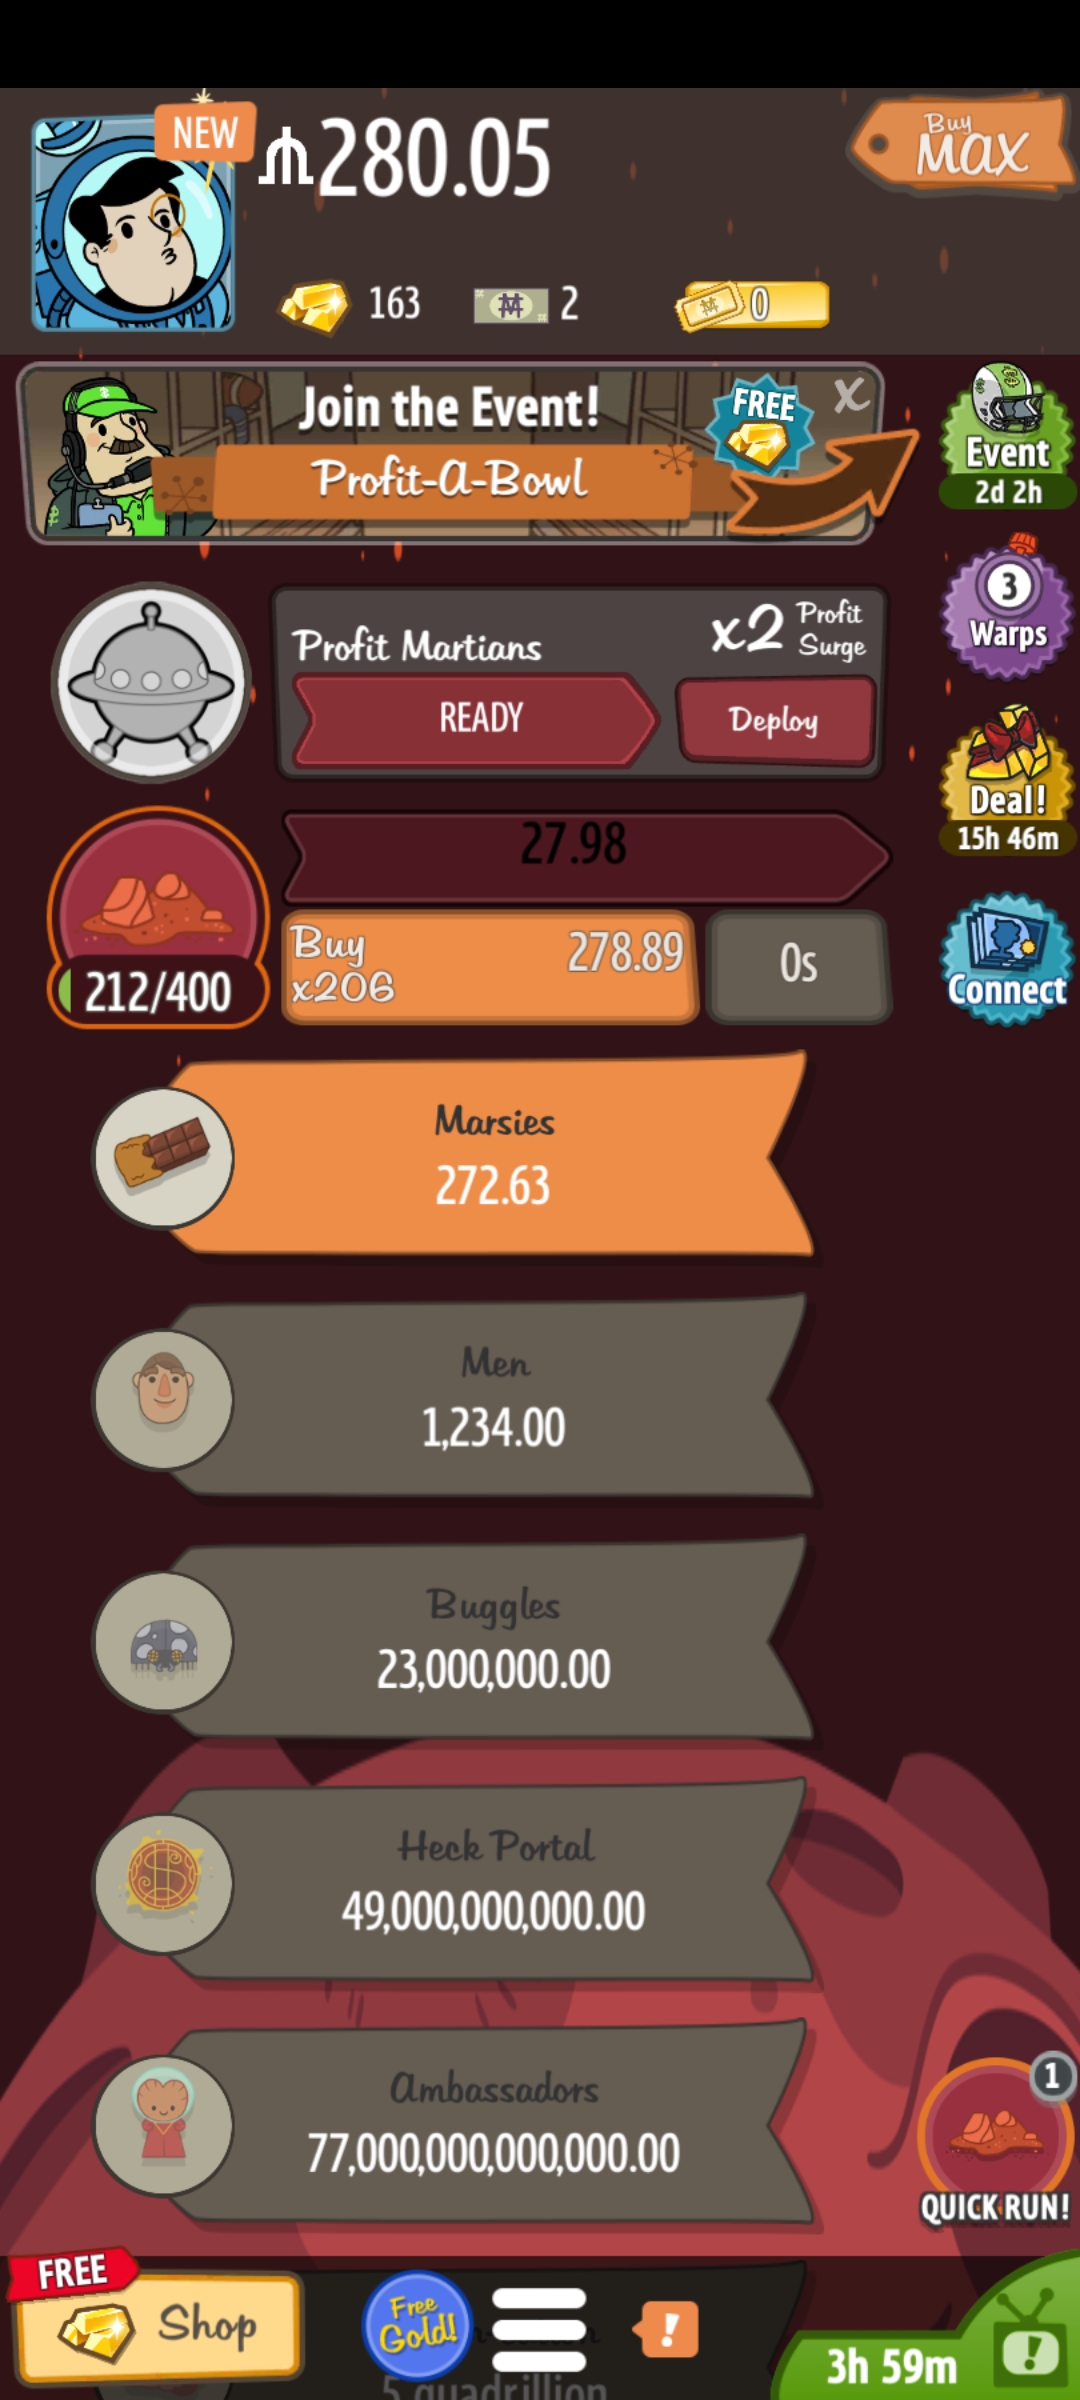 NEW
280.05
Buy
MAX
163
2
0
Join the Event!
FREE
X
Profit-A-Bowl
Event
2d 2h
3
Warps
Profit Martians
x2 Profit Surge
READY
Deploy
Deal!
15h 46m
27.98
Buy
x206
278.89
0s
212/400
Connect
Marsies
272.63
Men
1,234.00
Buggles
23,000,000.00
Heck Portal
49,000,000,000.00
Ambassadors
77,000,000,000,000.00
1
QUICK RUN!
FREE
Shop
Free
Gold!
!
3h 59m
!
5 quadrillion